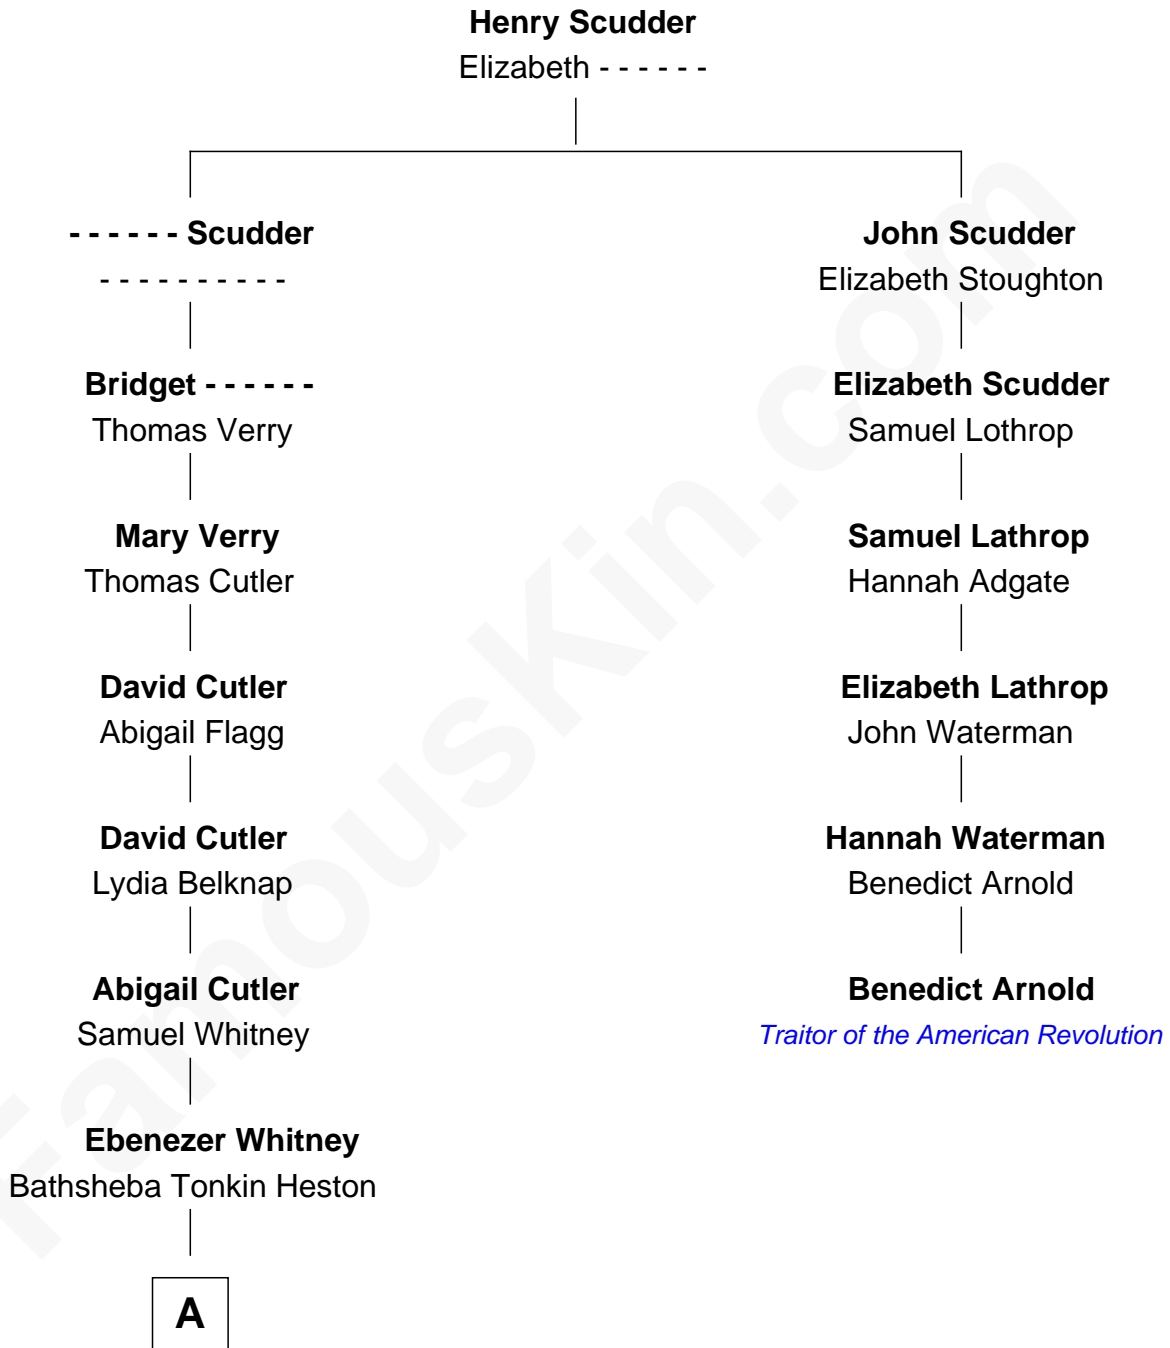 Henry Scudder
Elizabeth - - - - - -
- - - - - - Scudder
- - - - - - - - - -
John Scudder
Elizabeth Stoughton
Bridget - - - - - -
Thomas Verry
Elizabeth Scudder
Samuel Lothrop
Mary Verry
Thomas Cutler
Samuel Lathrop
Hannah Adgate
David Cutler
Abigail Flagg
Elizabeth Lathrop
John Waterman
David Cutler
Lydia Belknap
Hannah Waterman
Benedict Arnold
Abigail Cutler
Samuel Whitney
Benedict Arnold
Traitor of the American Revolution
Ebenezer Whitney
Bathsheba Tonkin Heston
A
FamousKin.com